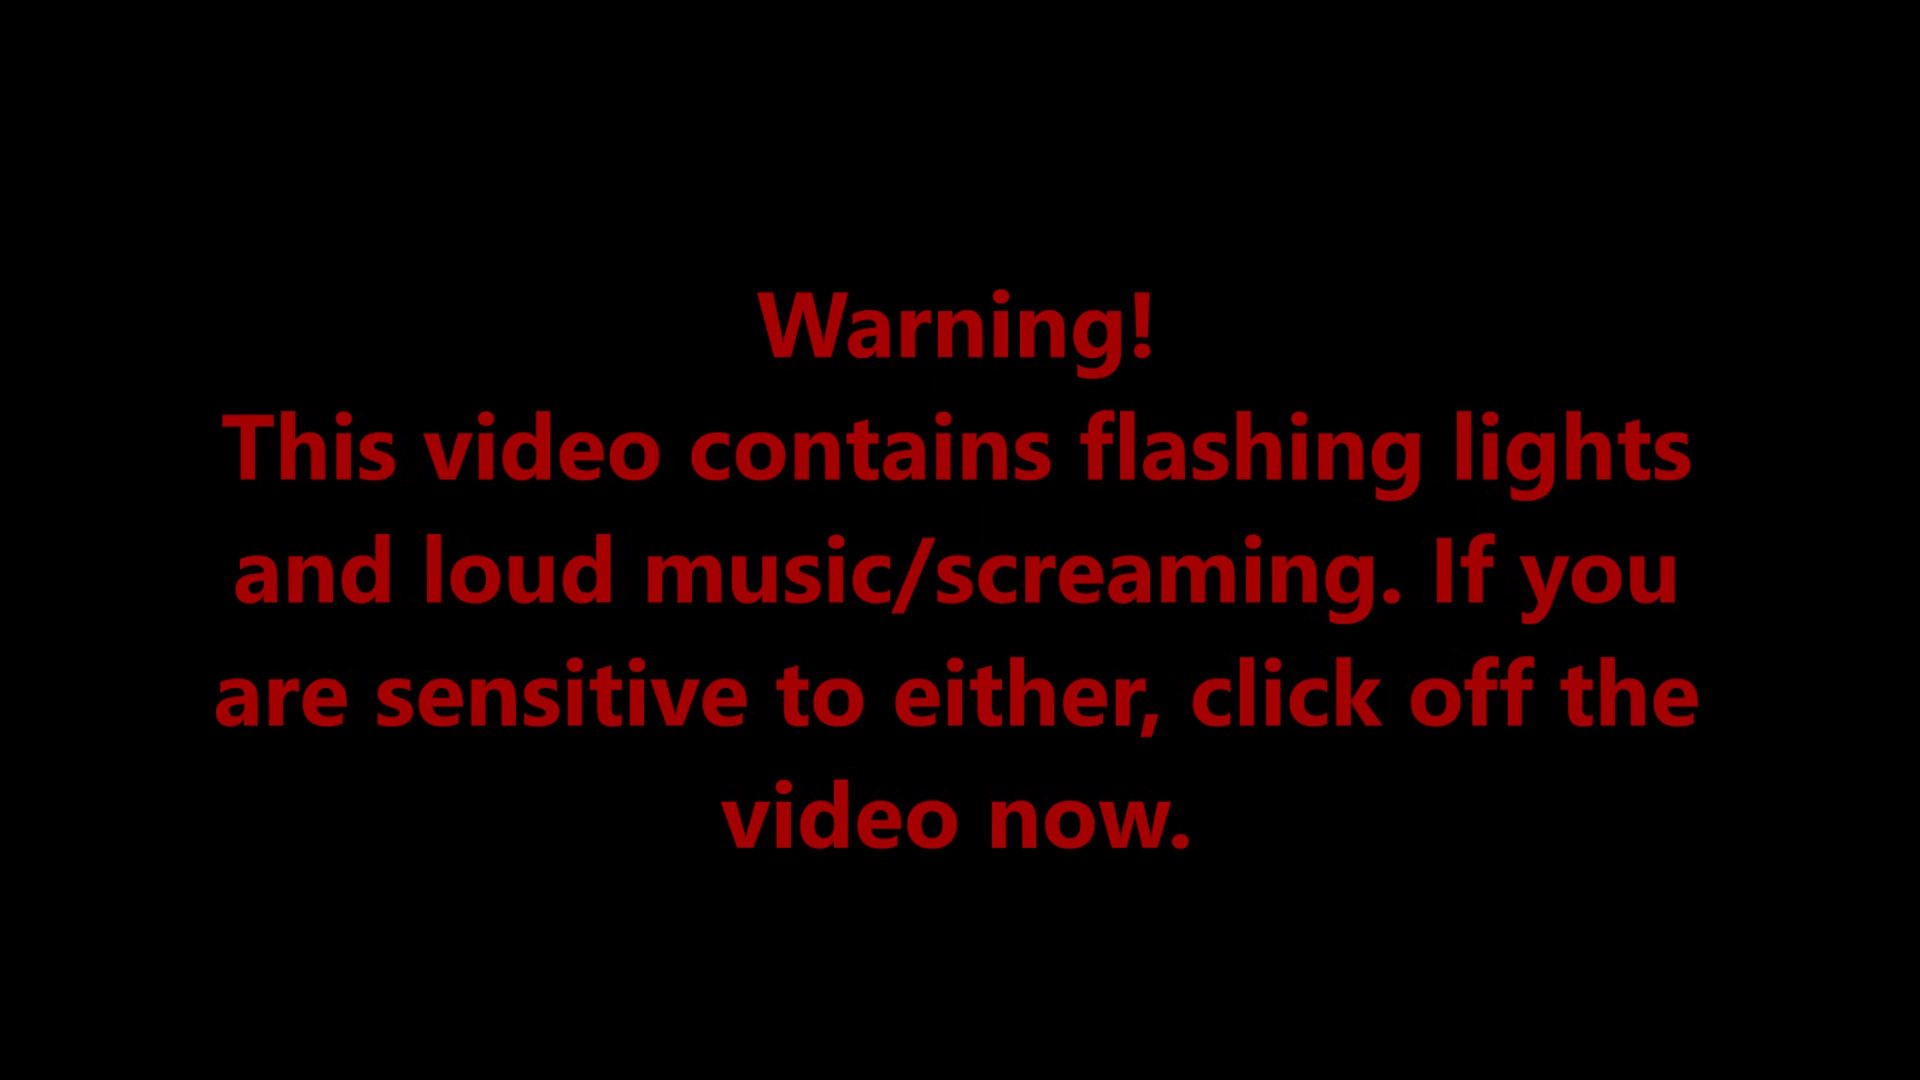 Warning!
This video contains flashing lights
and loud music/screaming. If you
are sensitive to either, click off the
video now.